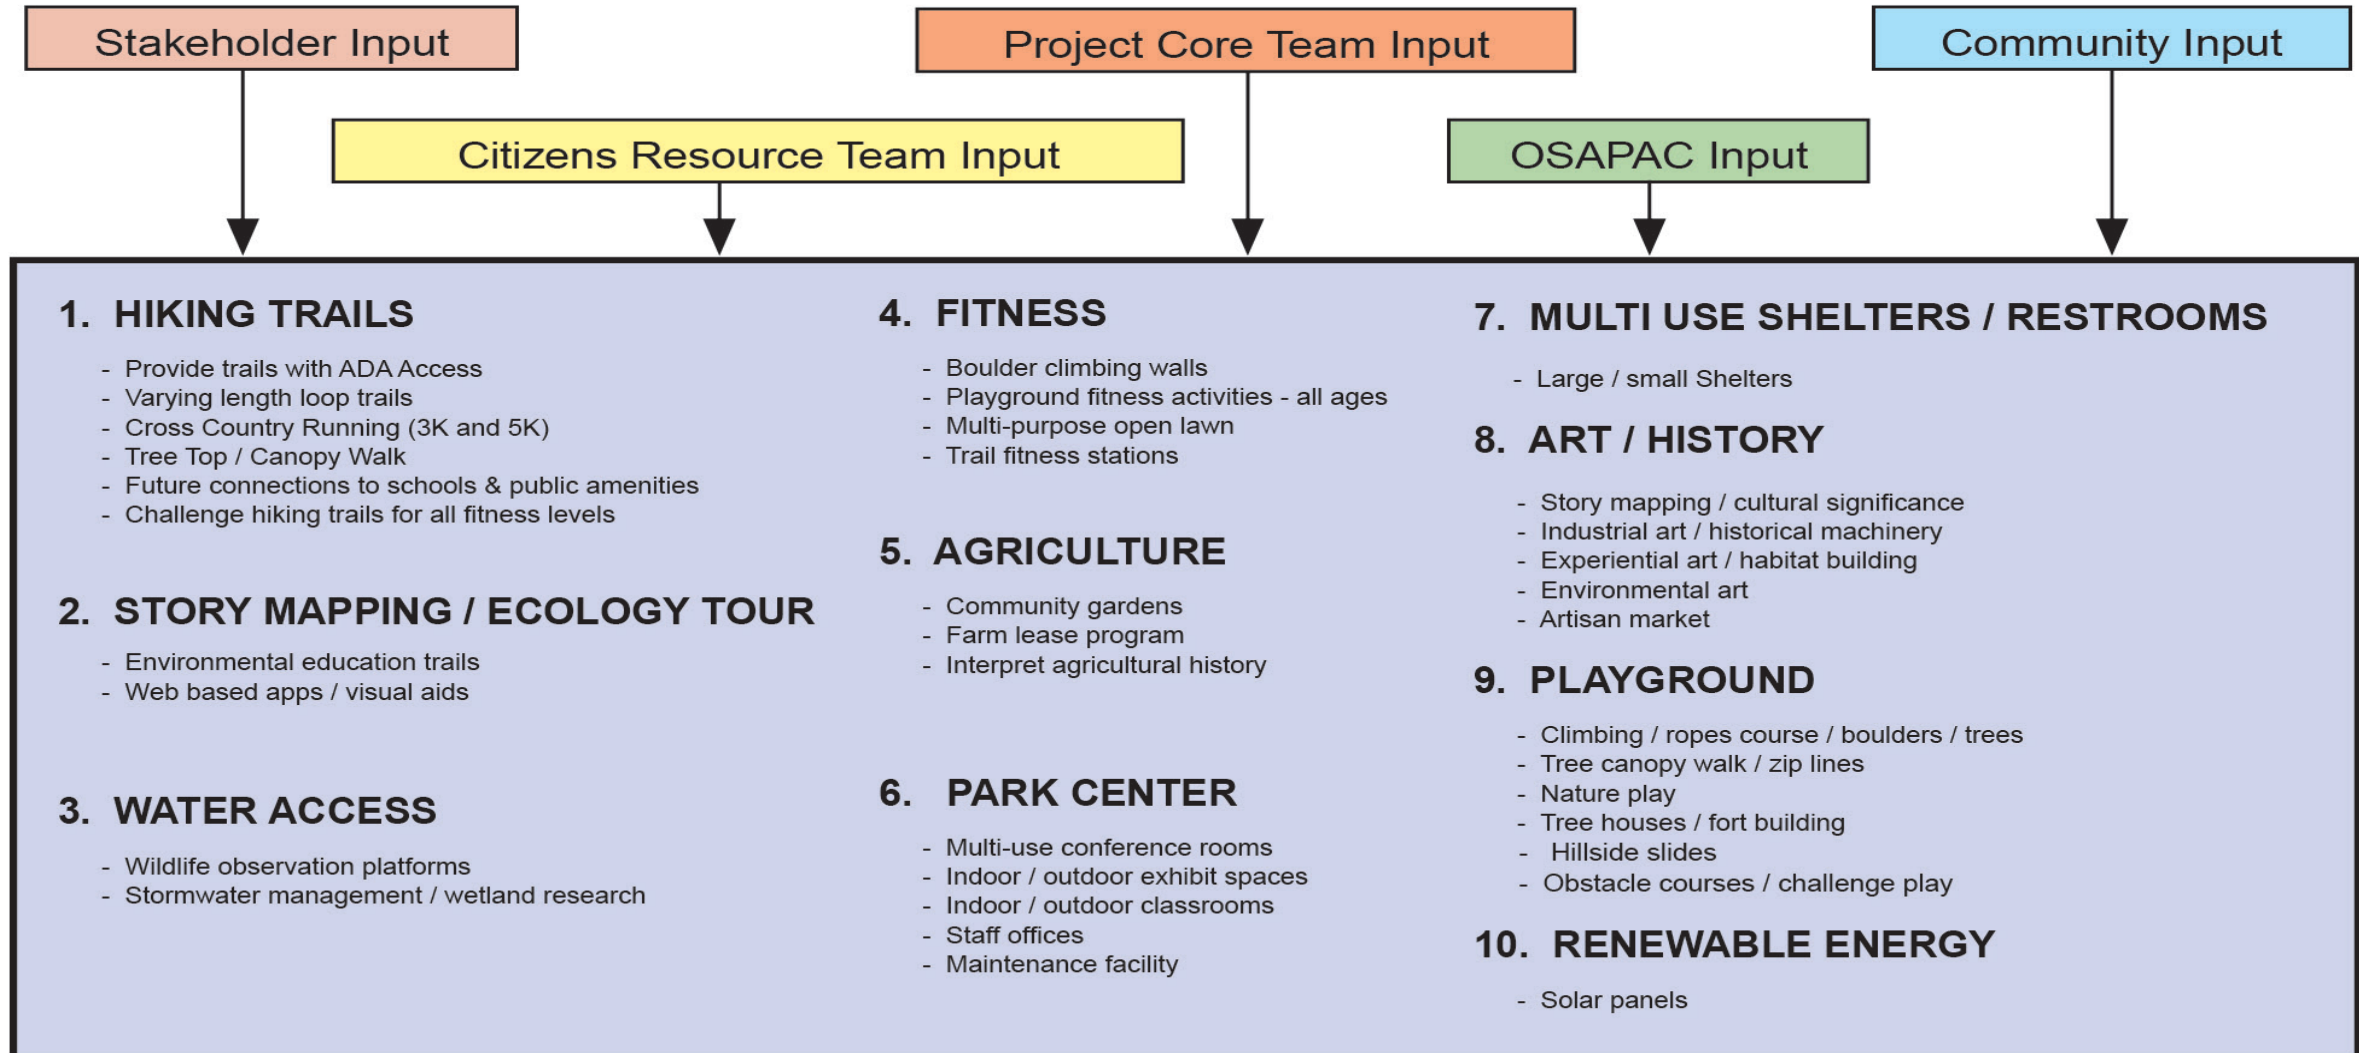 Stakeholder Input
Project Core Team Input
Community Input
Citizens Resource Team Input
OSAPAC Input
1. HIKING TRAILS
- Provide trails with ADA Access
- Varying length loop trails
- Cross Country Running (3K and 5K)
- Tree Top / Canopy Walk
- Future connections to schools & public amenities
- Challenge hiking trails for all fitness levels
2. STORY MAPPING / ECOLOGY TOUR
- Environmental education trails
- Web based apps / visual aids
3. WATER ACCESS
- Wildlife observation platforms
- Stormwater management / wetland research
4. FITNESS
- Boulder climbing walls
- Playground fitness activities - all ages
- Multi-purpose open lawn
- Trail fitness stations
5. AGRICULTURE
- Community gardens
- Farm lease program
- Interpret agricultural history
6. PARK CENTER
- Multi-use conference rooms
- Indoor / outdoor exhibit spaces
- Indoor / outdoor classrooms
- Staff offices
- Maintenance facility
7. MULTI USE SHELTERS / RESTROOMS
- Large / small Shelters
8. ART / HISTORY
- Story mapping / cultural significance
- Industrial art / historical machinery
- Experiential art / habitat building
- Environmental art
- Artisan market
9. PLAYGROUND
- Climbing / ropes course / boulders / trees
- Tree canopy walk / zip lines
- Nature play
- Tree houses / fort building
- Hillside slides
- Obstacle courses / challenge play
10. RENEWABLE ENERGY
- Solar panels